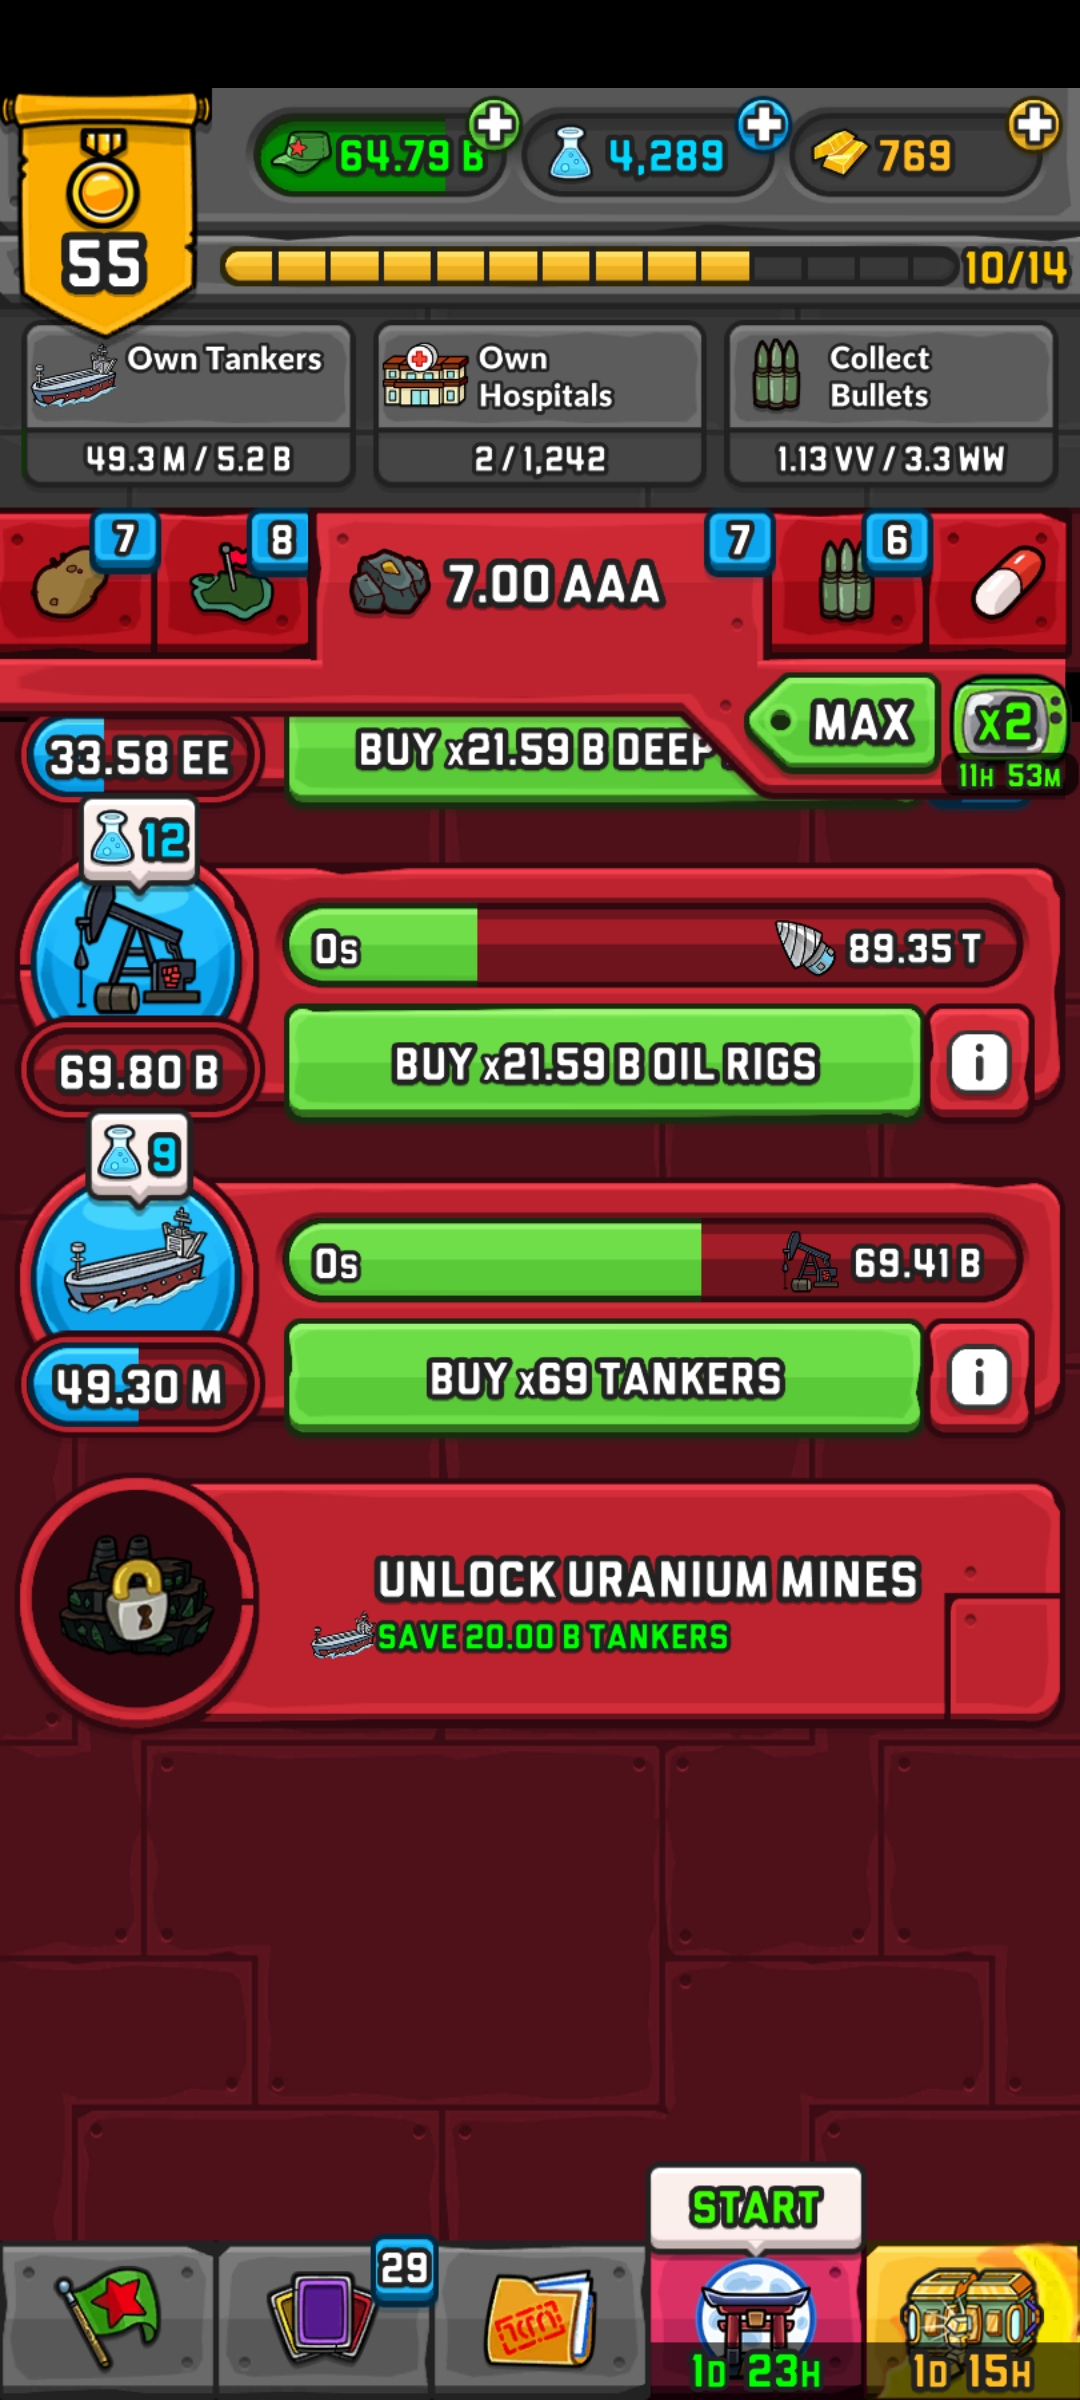 64.79 B
4,289
769
55
10/14
Own Tankers
49.3 M / 5.2 B
Own
Hospitals
2 / 1,242
Collect
Bullets
1.13 VV / 3.3 WW
7
8
7.00 AAA
7
6
MAX
x2
11H 53M
33.58 EE
BUY x21.59 B DEEP
12
0s
89.35 T
69.80 B
BUY x21.59 B OIL RIGS
i
9
0s
69.41 B
49.30 M
BUY x69 TANKERS
i
UNLOCK URANIUM MINES
SAVE 20.00 B TANKERS
START
29
1D 23H
1D 15H